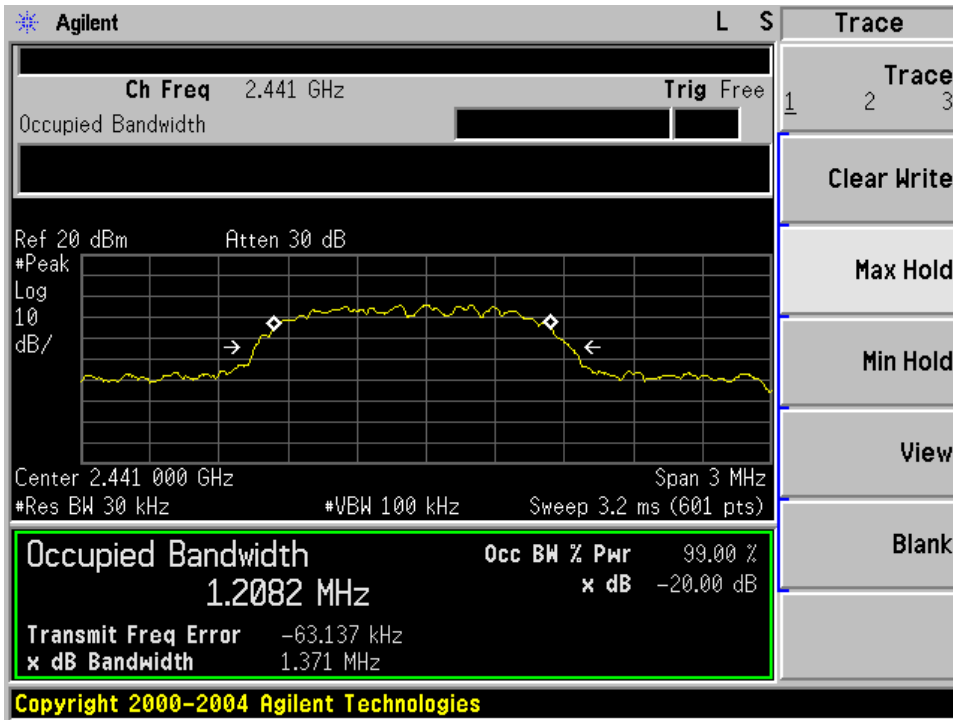 Agilent L S Trace
Ch Freq 2.441 GHz Trig Free
Occupied Bandwidth
Trace
1 2 3
Clear Write
Max Hold
Min Hold
View
Blank
Ref 20 dBm Atten 30 dB
#Peak
Log
10
dB/
Center 2.441 000 GHz Span 3 MHz
#Res BW 30 kHz #VBW 100 kHz Sweep 3.2 ms (601 pts)
Occupied Bandwidth Occ BW % Pwr 99.00 %
1.2082 MHz x dB -20.00 dB
Transmit Freq Error -63.137 kHz
x dB Bandwidth 1.371 MHz
Copyright 2000-2004 Agilent Technologies